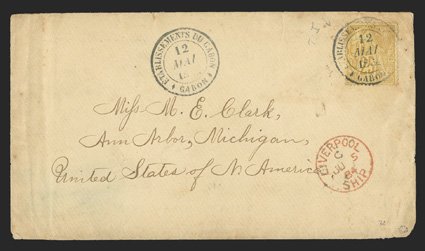 ETABLISSEMENTS DU GABON
12
MAI
GABON
12
MAI
GABON
Miss M. E. Clark,
Ann Arbor, Michigan,
United States of N. America
LIVERPOOL
SHIP